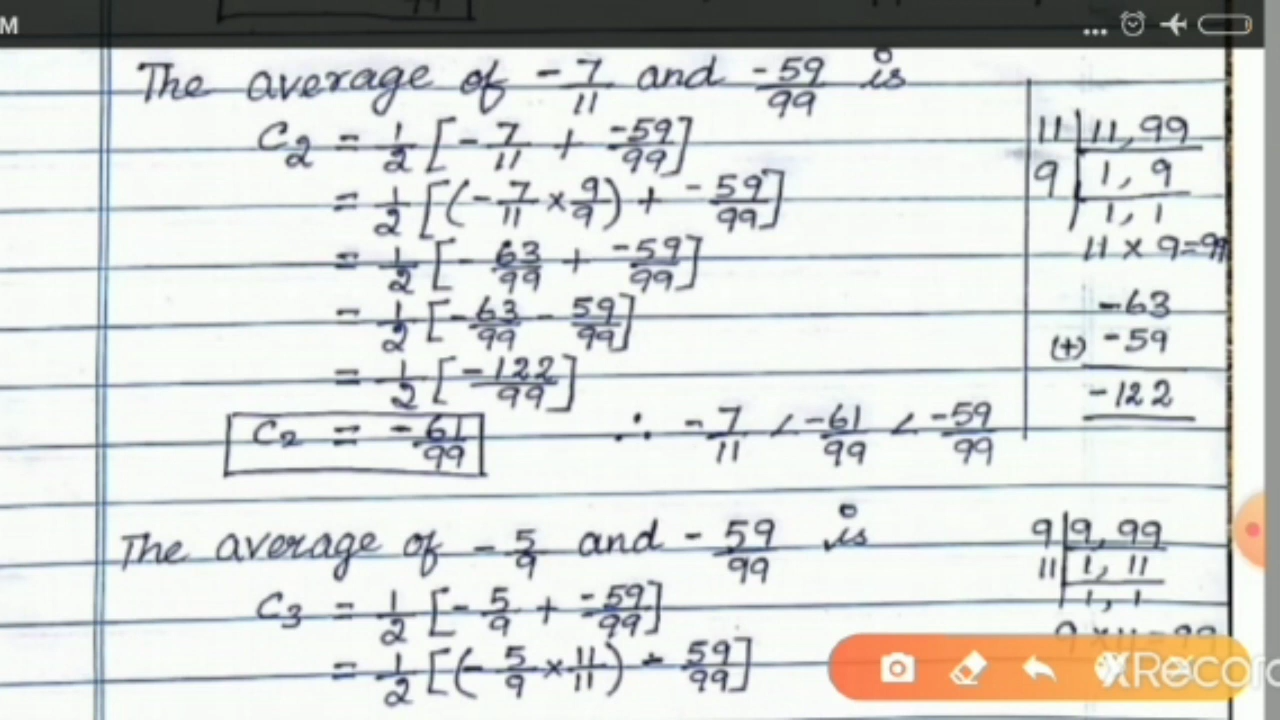 M
The average of -7/11 and -59/99 is
C2 = 1/2 [-7/11 + -59/99]
= 1/2 [(-7/11 × 9/9) + -59/99]
= 1/2 [-63/99 + -59/99]
= 1/2 [-63/99 - 59/99]
= 1/2 [-122/99]
C2 = -61/99 ∴ -7/11 < -61/99 < -59/99
11 | 11, 99
9 | 1, 9
1, 1
11 × 9 = 99
-63
(+) -59
-122
The average of -5/9 and -59/99 is
C3 = 1/2 [-5/9 + -59/99]
= 1/2 [(-5/9 × 11/11) - 59/99]
9 | 9, 99
11 | 1, 11
1, 1
9 × 11 = 99
XRecord